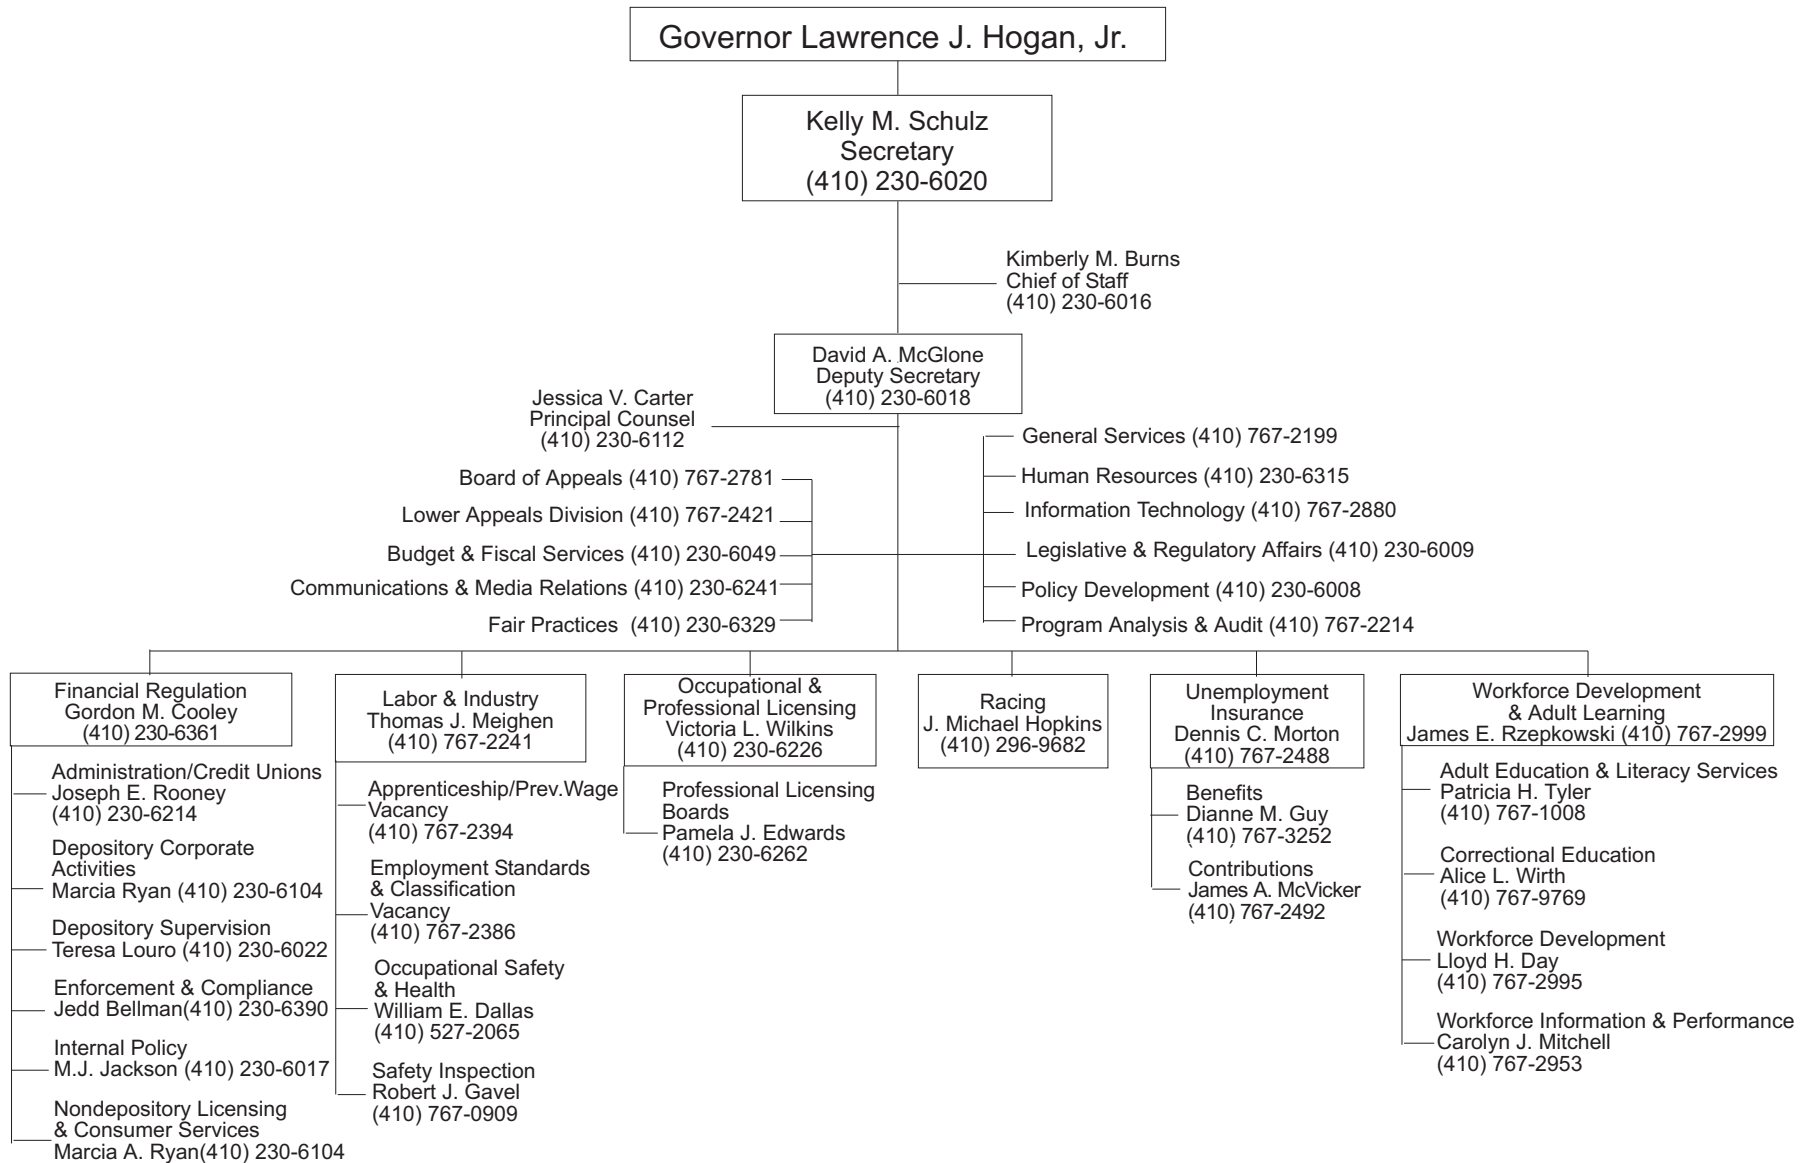 Governor Lawrence J. Hogan, Jr.
Kelly M. Schulz
Secretary
(410) 230-6020
Kimberly M. Burns
Chief of Staff
(410) 230-6016
David A. McGlone
Deputy Secretary
(410) 230-6018
Jessica V. Carter
Principal Counsel
(410) 230-6112
Board of Appeals (410) 767-2781
Lower Appeals Division (410) 767-2421
Budget & Fiscal Services (410) 230-6049
Communications & Media Relations (410) 230-6241
Fair Practices (410) 230-6329
General Services (410) 767-2199
Human Resources (410) 230-6315
Information Technology (410) 767-2880
Legislative & Regulatory Affairs (410) 230-6009
Policy Development (410) 230-6008
Program Analysis & Audit (410) 767-2214
Financial Regulation
Gordon M. Cooley
(410) 230-6361
Administration/Credit Unions
Joseph E. Rooney
(410) 230-6214
Depository Corporate
Activities
Marcia Ryan (410) 230-6104
Depository Supervision
Teresa Louro (410) 230-6022
Enforcement & Compliance
Jedd Bellman(410) 230-6390
Internal Policy
M.J. Jackson (410) 230-6017
Nondepository Licensing
& Consumer Services
Marcia A. Ryan(410) 230-6104
Labor & Industry
Thomas J. Meighen
(410) 767-2241
Apprenticeship/Prev.Wage
Vacancy
(410) 767-2394
Employment Standards
& Classification
Vacancy
(410) 767-2386
Occupational Safety
& Health
William E. Dallas
(410) 527-2065
Safety Inspection
Robert J. Gavel
(410) 767-0909
Occupational &
Professional Licensing
Victoria L. Wilkins
(410) 230-6226
Professional Licensing
Boards
Pamela J. Edwards
(410) 230-6262
Racing
J. Michael Hopkins
(410) 296-9682
Unemployment
Insurance
Dennis C. Morton
(410) 767-2488
Benefits
Dianne M. Guy
(410) 767-3252
Contributions
James A. McVicker
(410) 767-2492
Workforce Development
& Adult Learning
James E. Rzepkowski (410) 767-2999
Adult Education & Literacy Services
Patricia H. Tyler
(410) 767-1008
Correctional Education
Alice L. Wirth
(410) 767-9769
Workforce Development
Lloyd H. Day
(410) 767-2995
Workforce Information & Performance
Carolyn J. Mitchell
(410) 767-2953